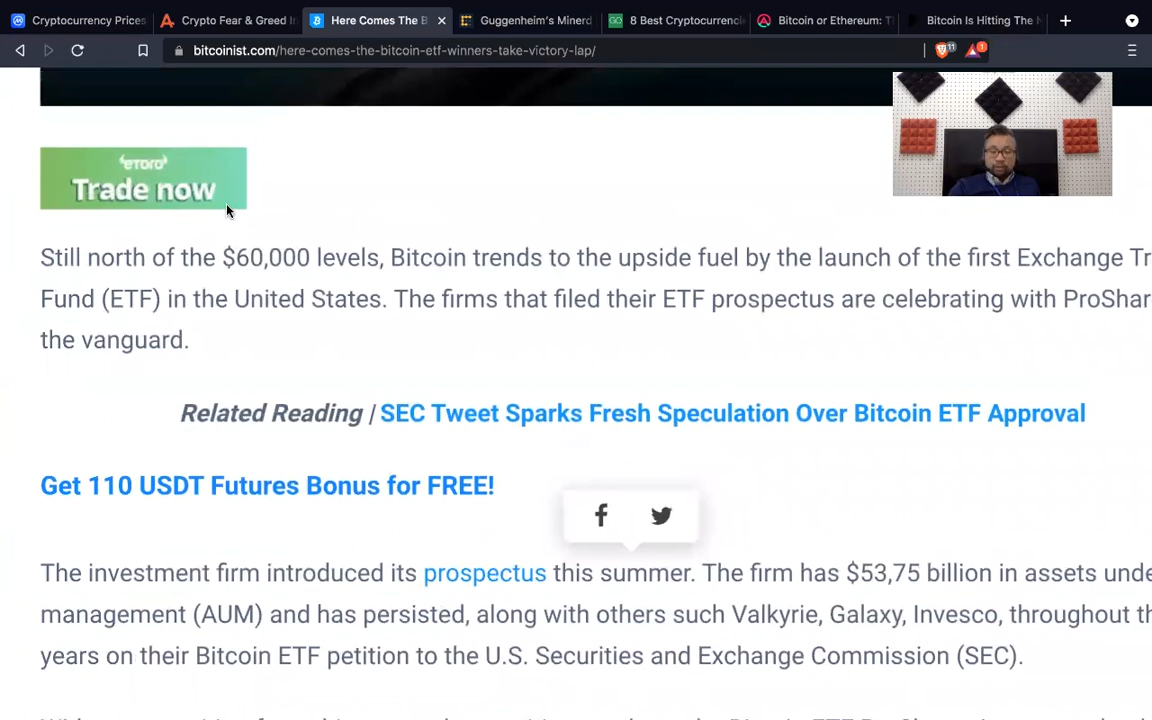 Currency Prices
Crypto Fear & Greed In
Here Comes The B
Guggenheim's Minerd
8 Best Cryptocurrenci
Bitcoin or Ethereum: T
Bitcoin Is Hitting The
bitcoinist.com/here-comes-the-bitcoin-etf-winners-take-victory-lap/
11
1
eTORO
Trade now
Still north of the $60,000 levels, Bitcoin trends to the upside fuel by the launch of the first Exchange Tr
Fund (ETF) in the United States. The firms that filed their ETF prospectus are celebrating with ProShar
the vanguard.
Related Reading | SEC Tweet Sparks Fresh Speculation Over Bitcoin ETF Approval
Get 110 USDT Futures Bonus for FREE!
The investment firm introduced its prospectus this summer. The firm has $53,75 billion in assets unde
management (AUM) and has persisted, along with others such Valkyrie, Galaxy, Invesco, throughout th
years on their Bitcoin ETF petition to the U.S. Securities and Exchange Commission (SEC).